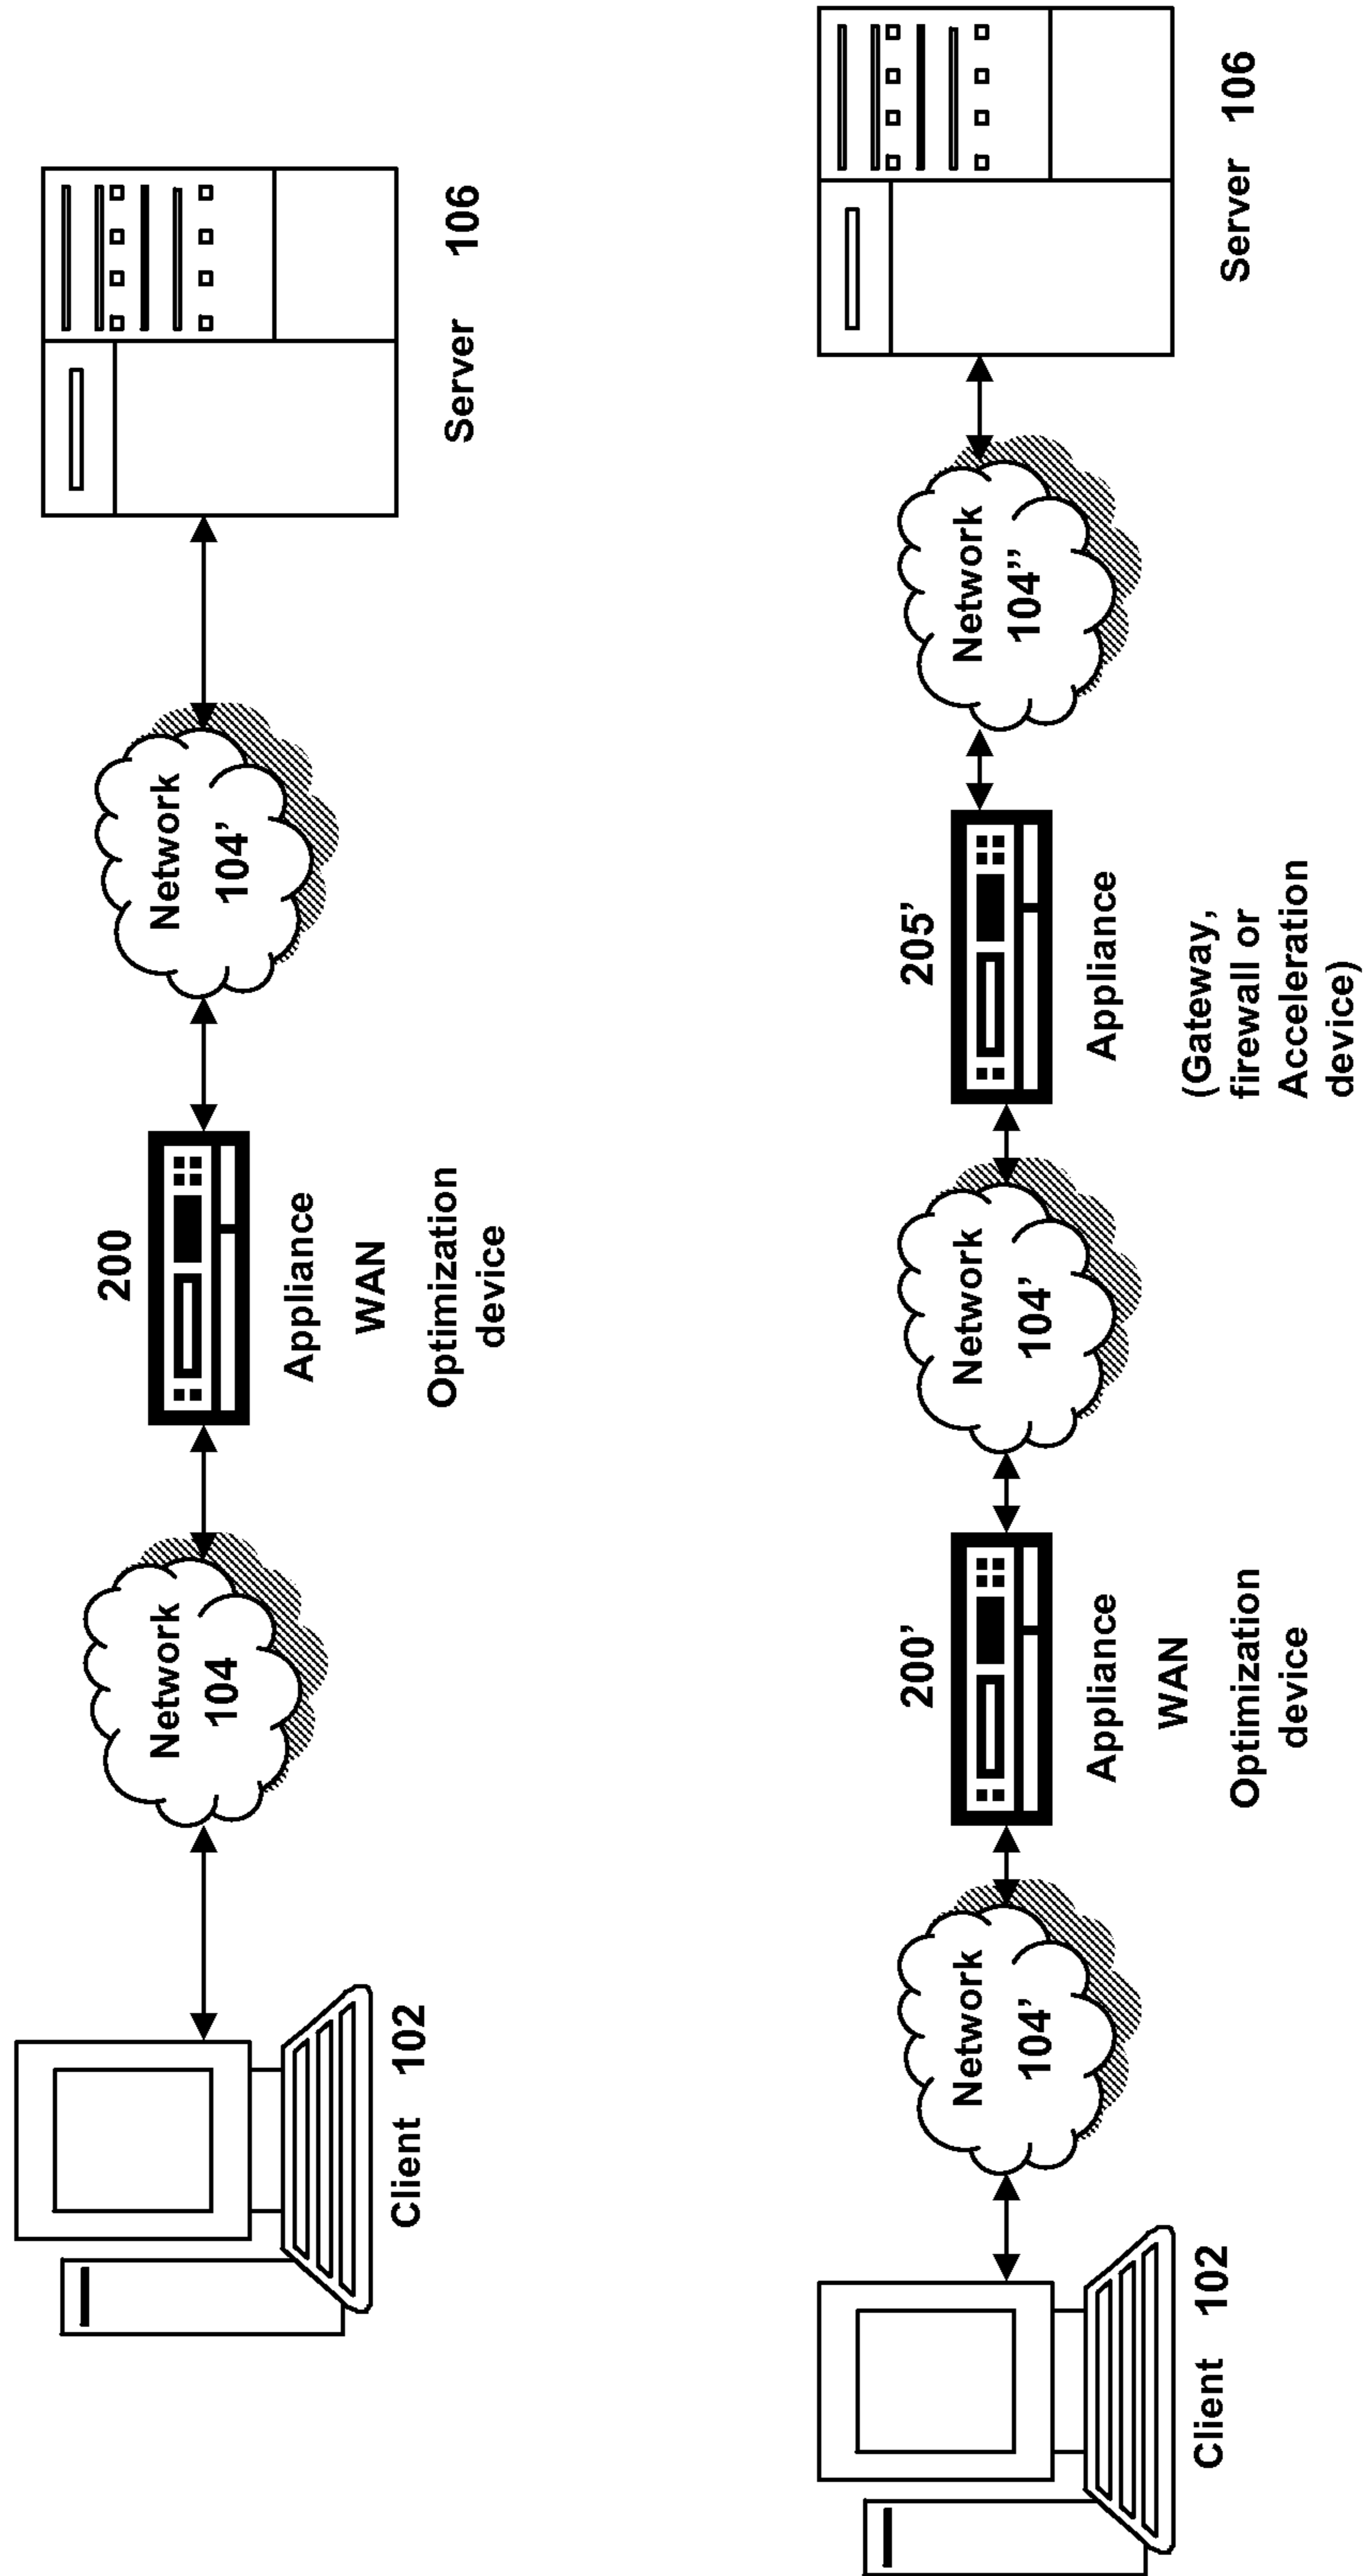 Client 102
Network
104
200
Appliance
WAN
Optimization
device
Network
104’
Server 106
Client 102
Network
104’
200’
Appliance
WAN
Optimization
device
Network
104’
205’
Appliance
(Gateway,
firewall or
Acceleration
device)
Network
104’’
Server 106